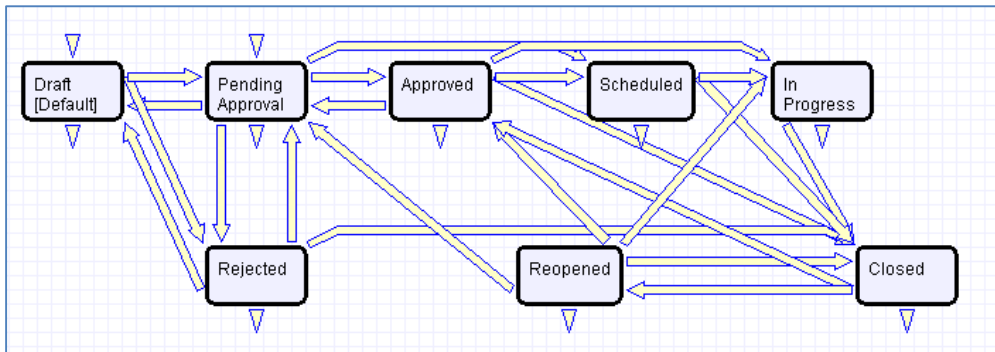 Draft
[Default]
Pending
Approval
Approved
Scheduled
In
Progress
Rejected
Reopened
Closed